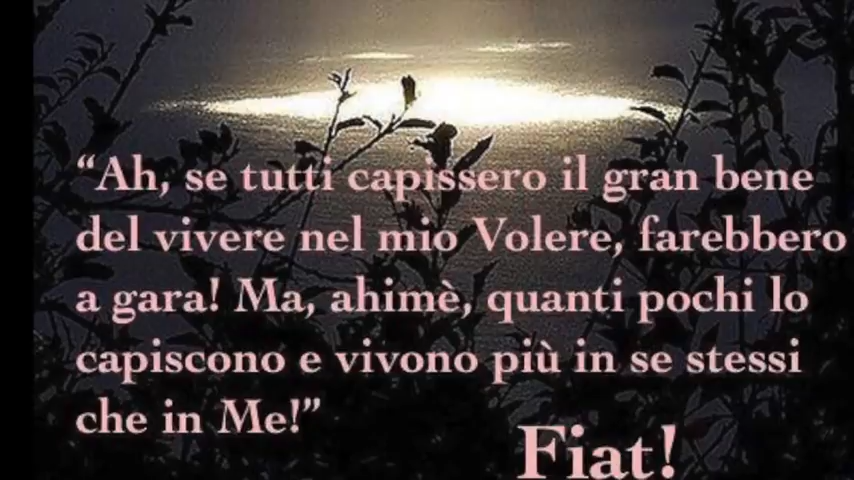 “Ah, se tutti capissero il gran bene
del vivere nel mio Volere, farebbero
a gara! Ma, ahimè, quanti pochi lo
capiscono e vivono più in se stessi
che in Me!”
Fiat!